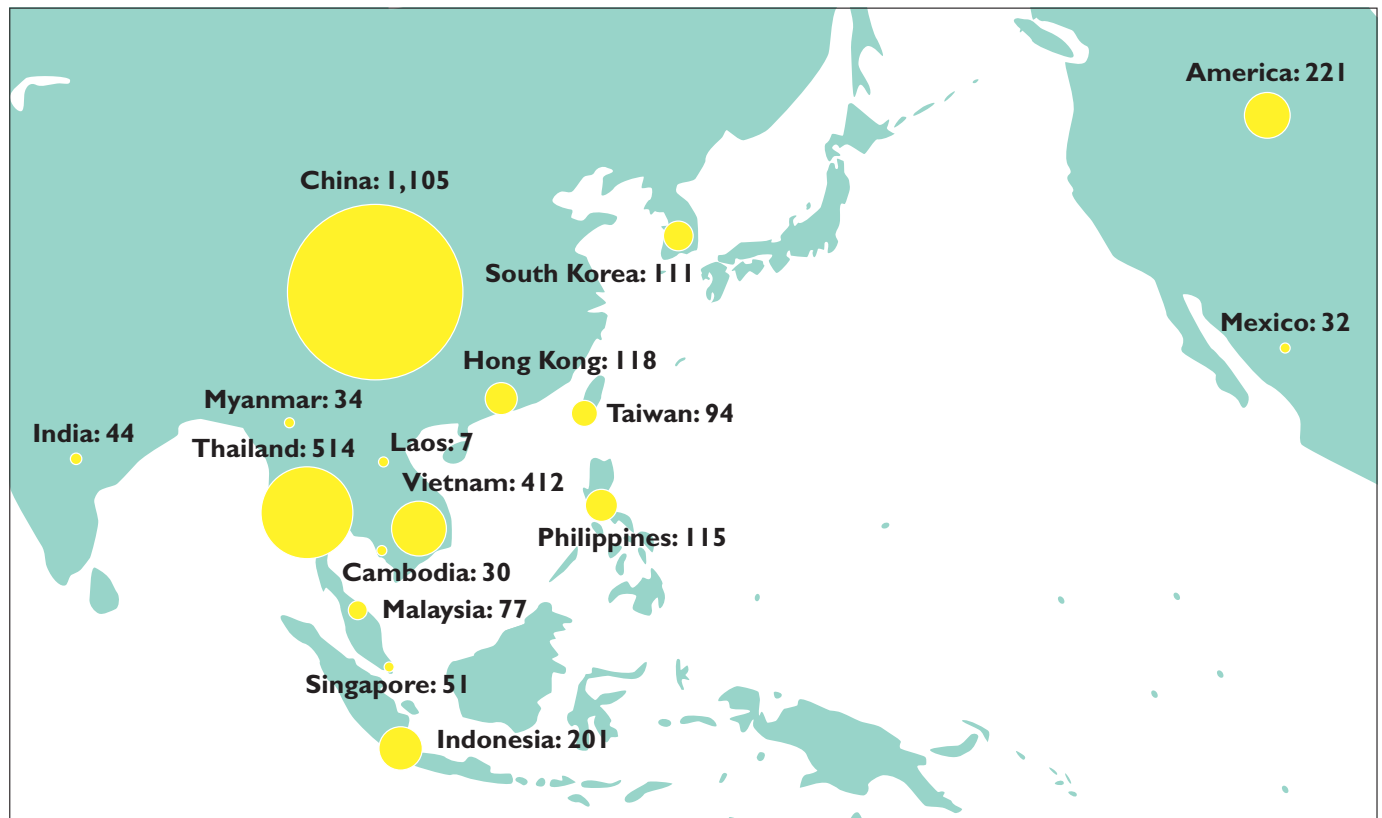 America: 221
China: 1,105
South Korea: 111
Mexico: 32
Hong Kong: 118
Myanmar: 34
Taiwan: 94
India: 44
Laos: 7
Thailand: 514
Vietnam: 412
Philippines: 115
Cambodia: 30
Malaysia: 77
Singapore: 51
Indonesia: 201